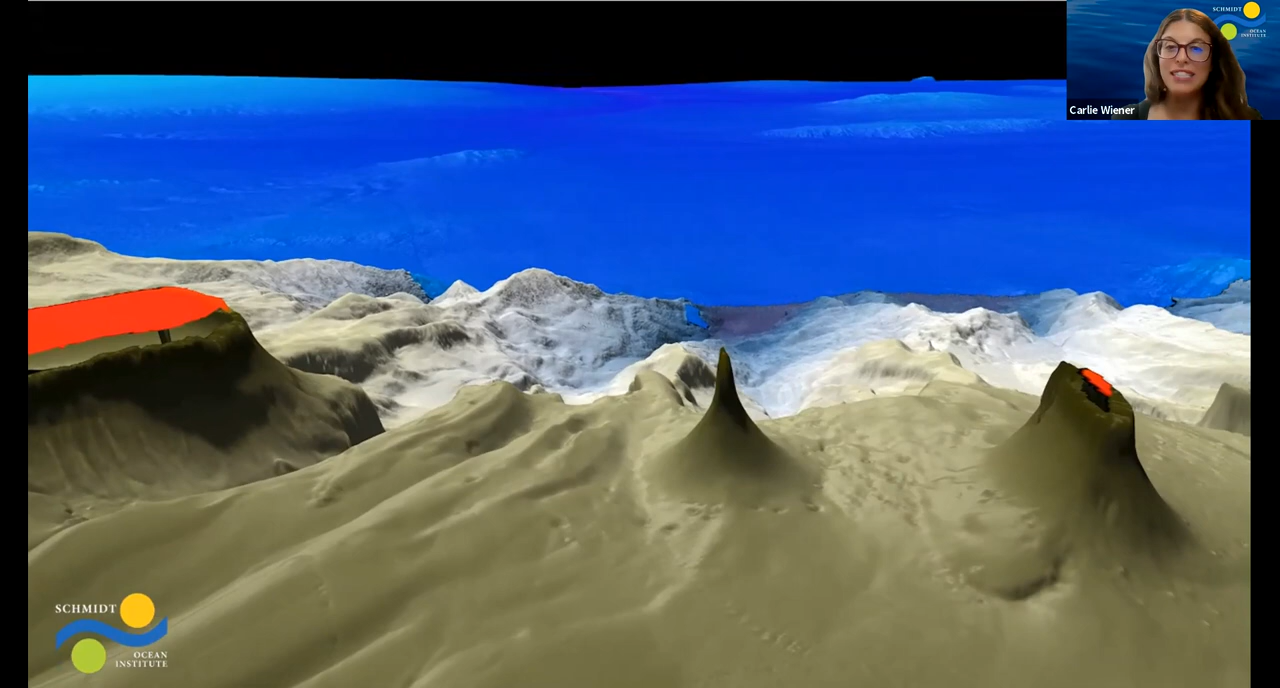 SCHMIDT
OCEAN
INSTITUTE
Carlie Wiener
SCHMIDT
OCEAN
INSTITUTE